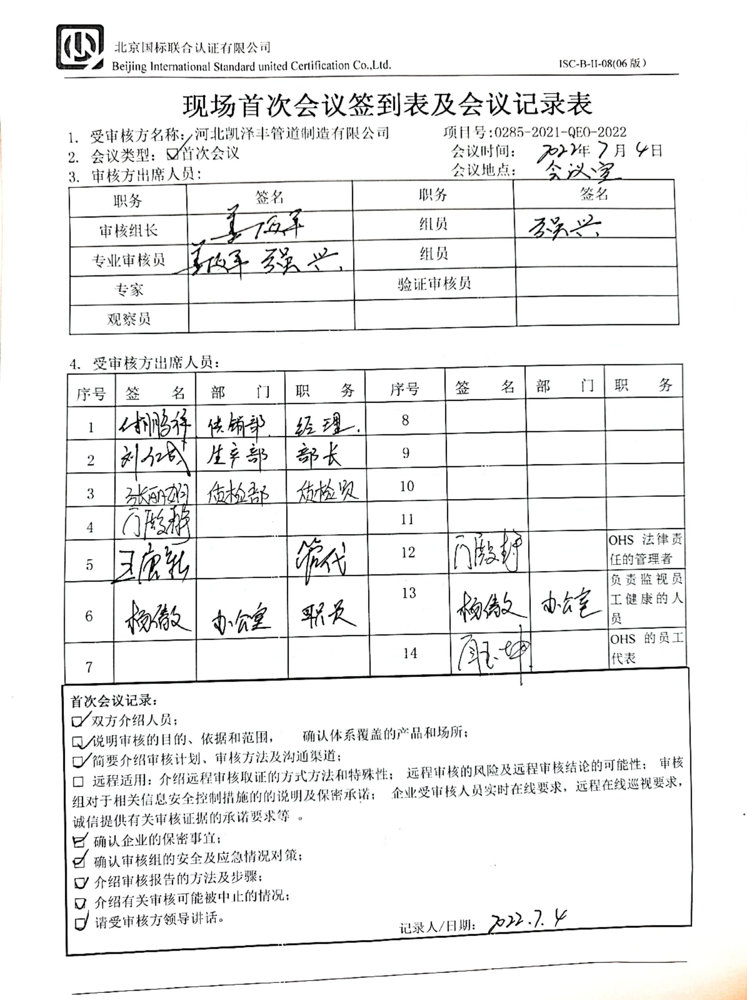 北京国标联合认证有限公司
Beijing International Standard united Certification Co.,Ltd.
ISC-B-II-08(06版)
现场首次会议签到表及会议记录表
1. 受审核方名称: 河北凯泽丰管道制造有限公司 项目号:0285-2021-QEO-2022
2. 会议类型: ☑首次会议 会议时间: 2022年7月4日
3. 审核方出席人员: 会议地点: 会议室
职务 签名 职务 签名
审核组长 组员
专业审核员 组员
专家 验证审核员
观察员
4. 受审核方出席人员:
序号 签名 部门 职务 序号 签名 部门 职务
1 付鹏祥 供销部 经理 8
2 刘仁成 生产部 部长 9
3 张丽娟 质检部 质检员 10
4 11
5 管代 12 OHS 法律责
任的管理者
6 杨傲 办公室 职员 13 杨傲 办公室 负责监视员
工健康的人
员
7 14 OHS 的员工
代表
首次会议记录:
☑双方介绍人员;
☑说明审核的目的、依据和范围, 确认体系覆盖的产品和场所;
☑简要介绍审核计划、审核方法及沟通渠道;
□ 远程适用:介绍远程审核取证的方式方法和特殊性; 远程审核的风险及远程审核结论的可能性; 审核
组对于相关信息安全控制措施的的说明及保密承诺; 企业受审核人员实时在线要求,远程在线巡视要求,
诚信提供有关审核证据的承诺要求等 。
☑ 确认企业的保密事宜;
☑ 确认审核组的安全及应急情况对策;
☑ 介绍审核报告的方法及步骤;
☑ 介绍有关审核可能被中止的情况;
☑ 请受审核方领导讲话。
记录人/日期: 2022.7.4